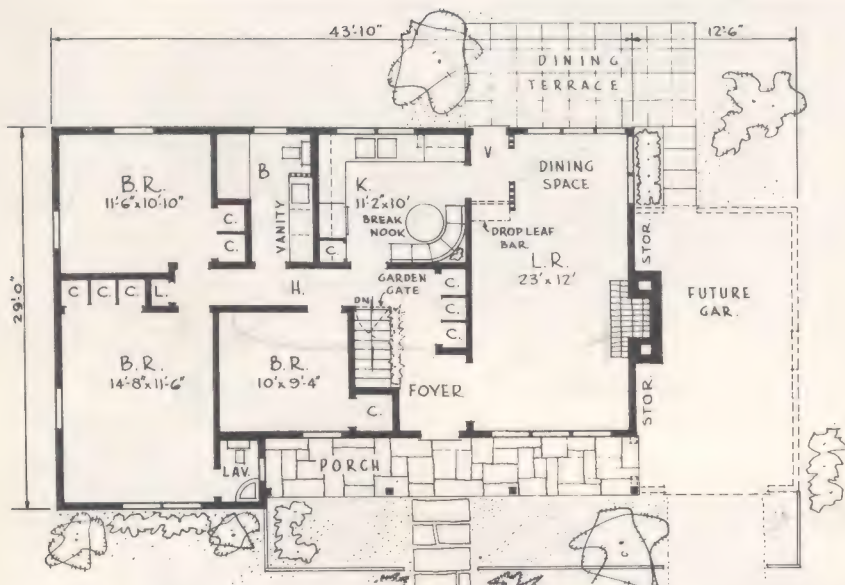 43'-10"
12'-6"
DINING
TERRACE
29'-0"
B.R.
11'-6"x10'-10"
B
VANITY
C.
C.
K.
11'-2"x10'
BREAK
NOOK
C.
V
DINING
SPACE
DROP LEAF
BAR
L.R.
23'x12'
STOR.
FUTURE
GAR.
STOR.
C.
C.
C.
L.
H.
DN
GARDEN
GATE
C.
C.
C.
B.R.
14'-8"x11'-6"
B.R.
10'x9'-4"
C.
FOYER
LAV.
PORCH